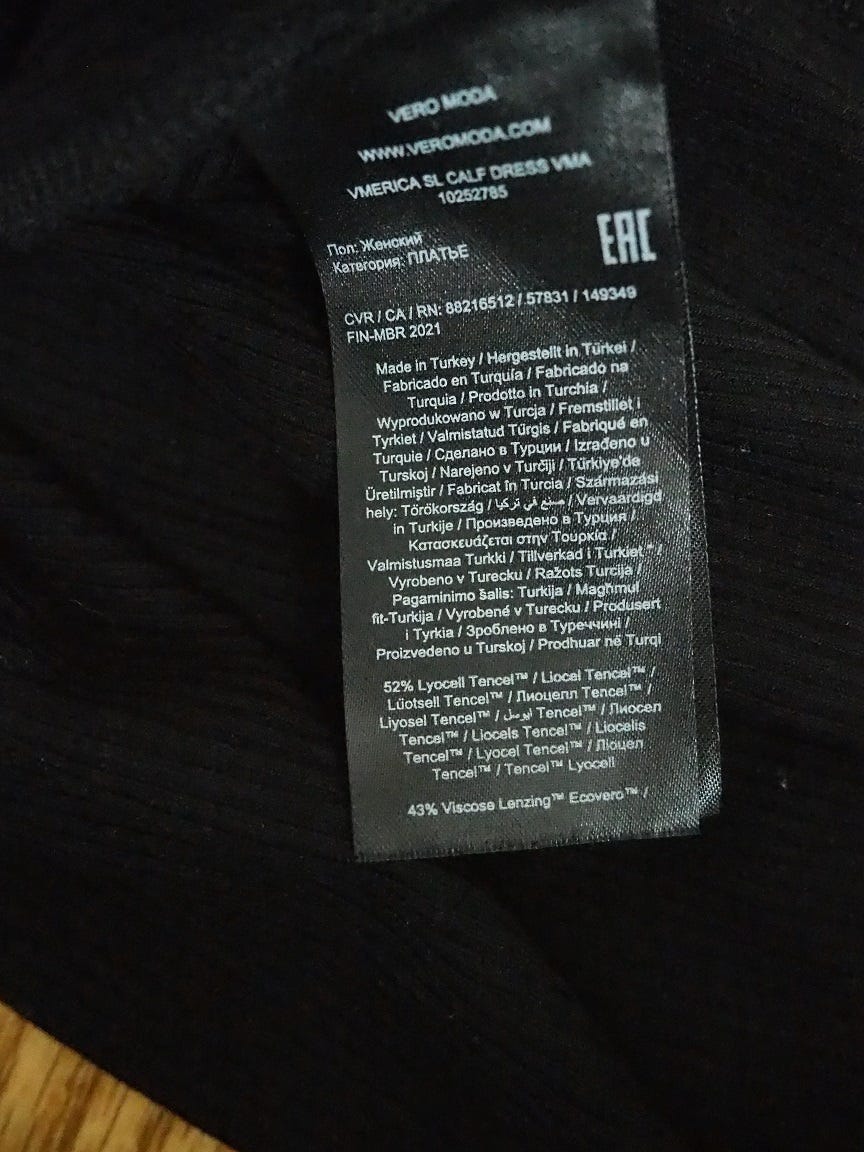 VERO MODA
WWW.VEROMODA.COM
VMERICA SL CALF DRESS VMA
10252785
Пол: Женский
Категория: ПЛАТЬЕ
EAC
CVR / CA / RN: 88216512 / 57831 / 149349
FIN-MBR 2021
Made in Turkey / Hergestellt in Türkei /
Fabricado en Turquía / Fabricado na
Turquia / Prodotto in Turchia /
Wyprodukowano w Turcja / Fremstillet i
Tyrkiet / Valmistatud Türgis / Fabriqué en
Turquie / Сделано в Турции / Izrađeno u
Turskoj / Narejeno v Turčiji / Türkiye'de
Üretilmiştir / Fabricat în Turcia / Származási
hely: Törökország / صنع في تركيا / Vervaardigd
in Turkije / Произведено в Турция /
Κατασκευάζεται στην Τουρκία /
Valmistusmaa Turkki / Tillverkad i Turkiet " /
Vyrobeno v Turecku / Ražots Turcija /
Pagaminimo šalis: Turkija / Magħmul
fit-Turkija / Vyrobené v Turecku / Produsert
i Tyrkia / Зроблено в Туреччині /
Proizvedeno u Turskoj / Prodhuar në Turqi
52% Lyocell Tencel™ / Liocel Tencel™ /
Lüotsell Tencel™ / Лиоцелл Tencel™ /
Liyosel Tencel™ / ليوسل Tencel™ / Лиосел
Tencel™ / Liocels Tencel™ / Liocelis
Tencel™ / Lyocel Tencel™ / Ліоцел
Tencel™ / Tencel™ Lyocell
43% Viscose Lenzing™ Ecovero™ /